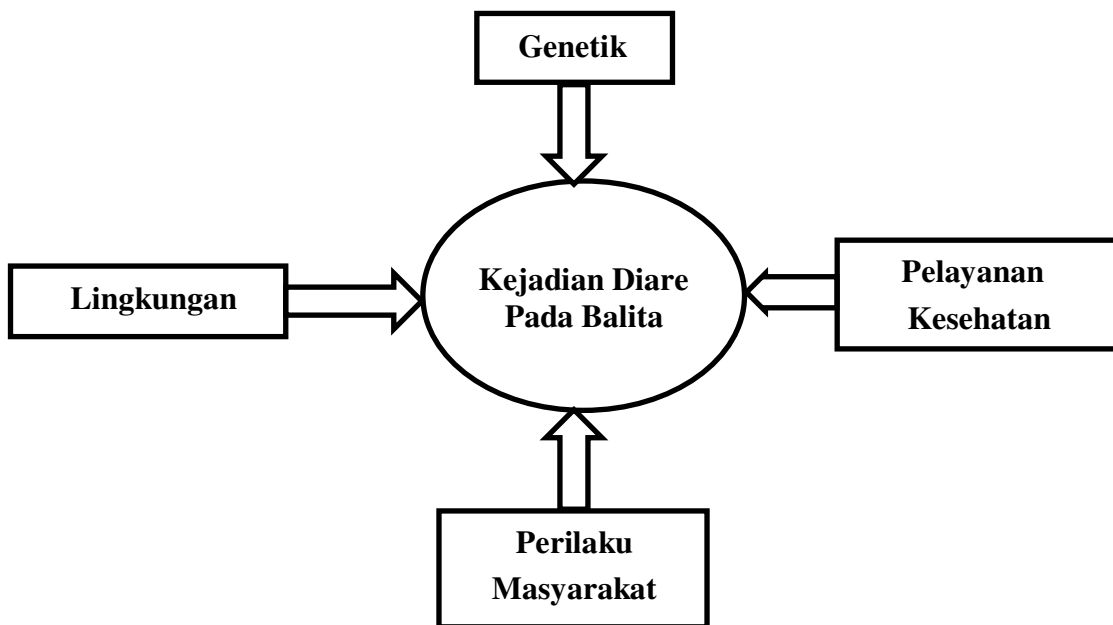 Genetik
Lingkungan
Kejadian Diare
Pada Balita
Pelayanan
Kesehatan
Perilaku
Masyarakat